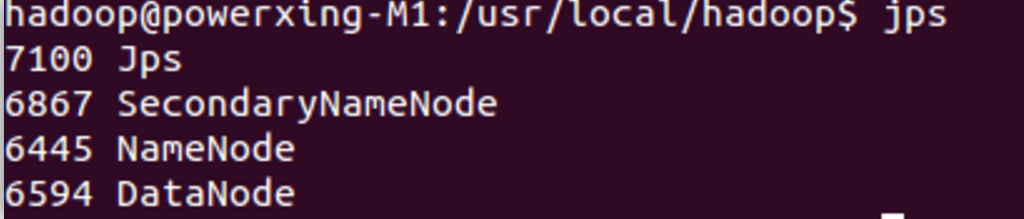 hadoop@powerxing-M1:/usr/local/hadoop$ jps
7100 Jps
6867 SecondaryNameNode
6445 NameNode
6594 DataNode